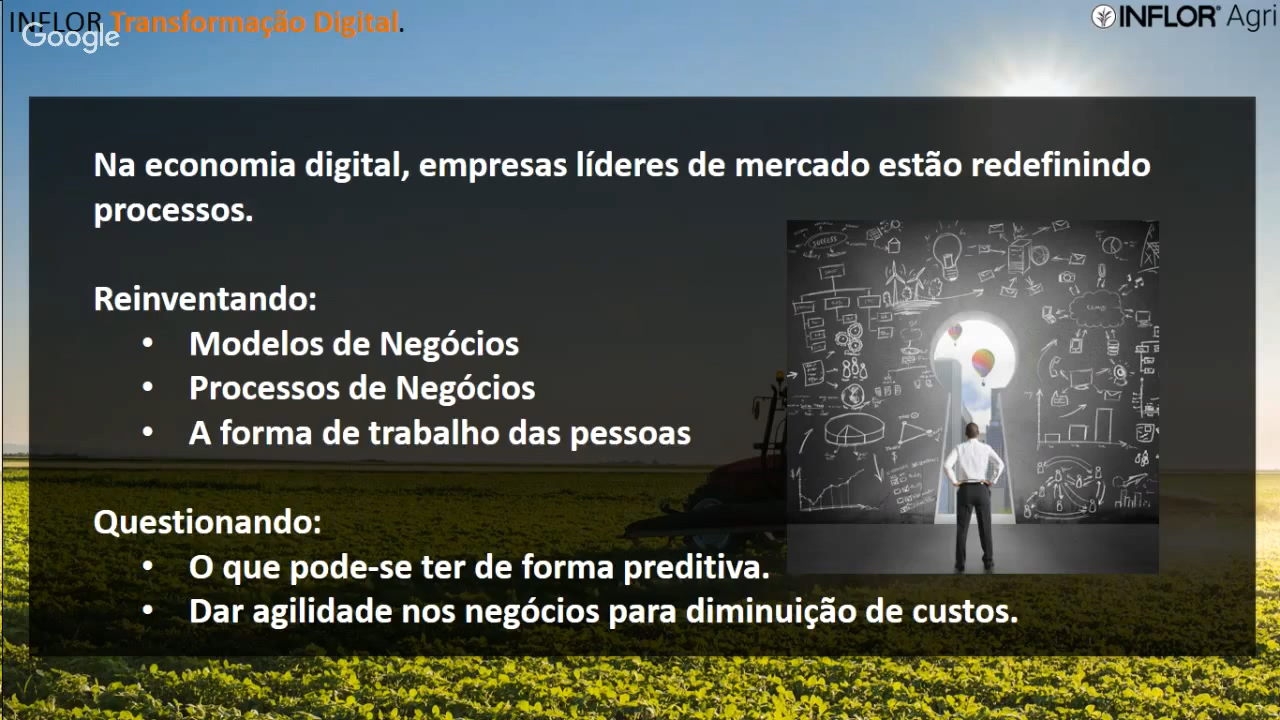 INFLOR Transformação Digital.
Google
INFLOR® Agri
Na economia digital, empresas líderes de mercado estão redefinindo
processos.
Reinventando:
• Modelos de Negócios
• Processos de Negócios
• A forma de trabalho das pessoas
Questionando:
• O que pode-se ter de forma preditiva.
• Dar agilidade nos negócios para diminuição de custos.
SUCCESS